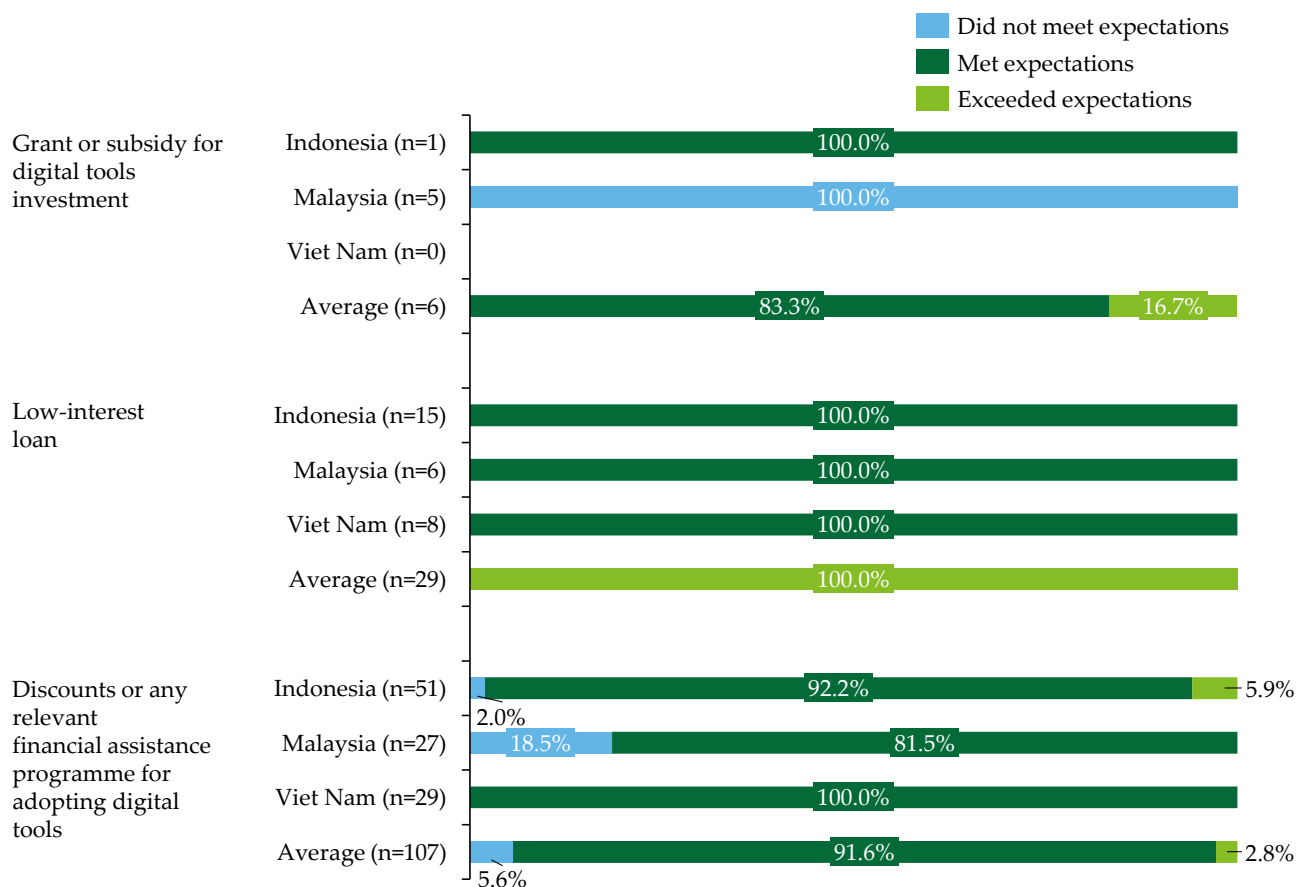 Did not meet expectations
Met expectations
Exceeded expectations
Grant or subsidy for
digital tools
investment
Indonesia (n=1)
100.0%
Malaysia (n=5)
100.0%
Viet Nam (n=0)
Average (n=6)
83.3%
16.7%
Low-interest
loan
Indonesia (n=15)
100.0%
Malaysia (n=6)
100.0%
Viet Nam (n=8)
100.0%
Average (n=29)
100.0%
Discounts or any
relevant
financial assistance
programme for
adopting digital
tools
Indonesia (n=51)
2.0%
92.2%
5.9%
Malaysia (n=27)
18.5%
81.5%
Viet Nam (n=29)
100.0%
Average (n=107)
5.6%
91.6%
2.8%